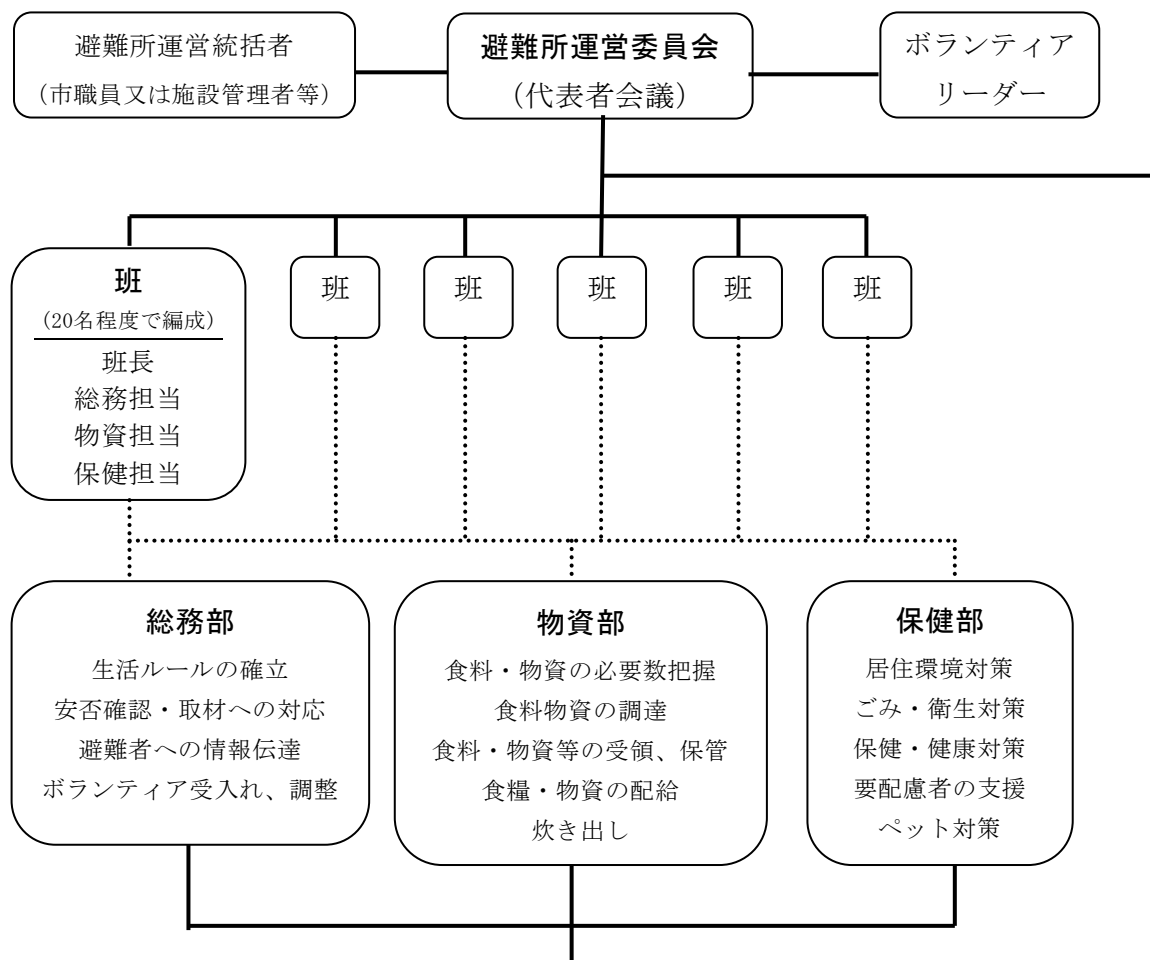 避難所運営統括者
（市職員又は施設管理者等）
避難所運営委員会
（代表者会議）
ボランティア
リーダー
班
（20名程度で編成）
班長
総務担当
物資担当
保健担当
班
班
班
班
班
総務部
生活ルールの確立
安否確認・取材への対応
避難者への情報伝達
ボランティア受入れ、調整
物資部
食料・物資の必要数把握
食料物資の調達
食料・物資等の受領、保管
食糧・物資の配給
炊き出し
保健部
居住環境対策
ごみ・衛生対策
保健・健康対策
要配慮者の支援
ペット対策